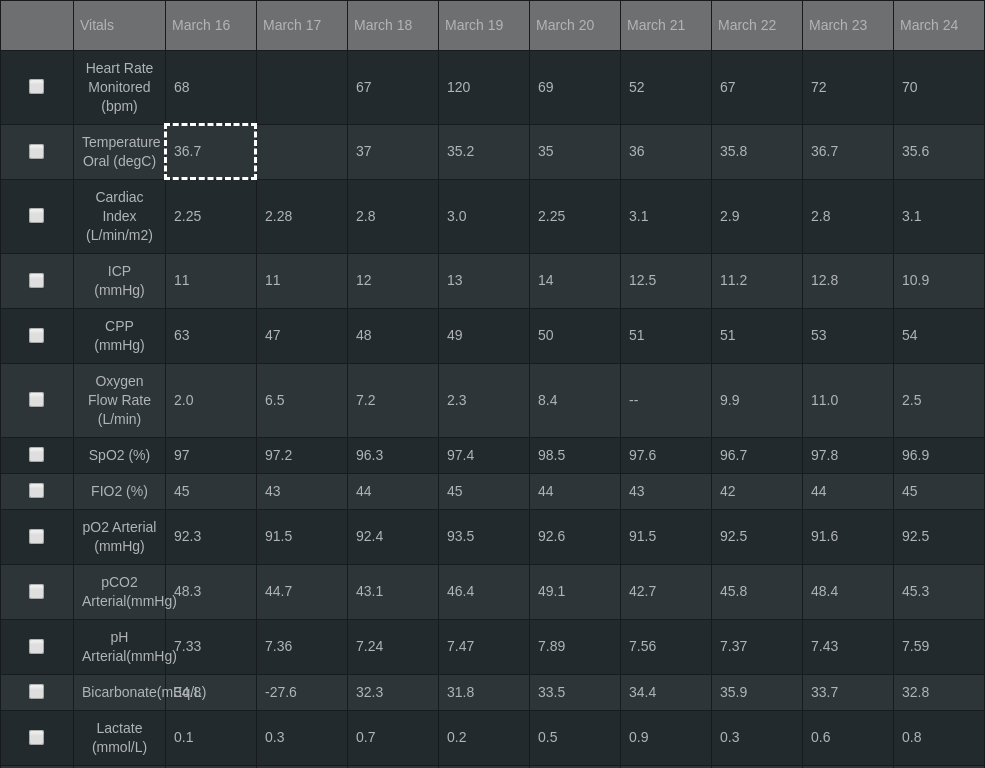 Vitals March 16 March 17 March 18 March 19 March 20 March 21 March 22 March 23 March 24
Heart Rate
Monitored
(bpm)
68 67 120 69 52 67 72 70
Temperature
Oral (degC)
36.7 37 35.2 35 36 35.8 36.7 35.6
Cardiac
Index
(L/min/m2)
2.25 2.28 2.8 3.0 2.25 3.1 2.9 2.8 3.1
ICP
(mmHg)
11 11 12 13 14 12.5 11.2 12.8 10.9
CPP
(mmHg)
63 47 48 49 50 51 51 53 54
Oxygen
Flow Rate
(L/min)
2.0 6.5 7.2 2.3 8.4 -- 9.9 11.0 2.5
SpO2 (%) 97 97.2 96.3 97.4 98.5 97.6 96.7 97.8 96.9
FIO2 (%) 45 43 44 45 44 43 42 44 45
pO2 Arterial
(mmHg)
92.3 91.5 92.4 93.5 92.6 91.5 92.5 91.6 92.5
pCO2
Arterial(mmHg)
48.3 44.7 43.1 46.4 49.1 42.7 45.8 48.4 45.3
pH
Arterial(mmHg)
7.33 7.36 7.24 7.47 7.89 7.56 7.37 7.43 7.59
Bicarbonate(mEq/L) -27.6 32.3 31.8 33.5 34.4 35.9 33.7 32.8
Lactate
(mmol/L)
0.1 0.3 0.7 0.2 0.5 0.9 0.3 0.6 0.8